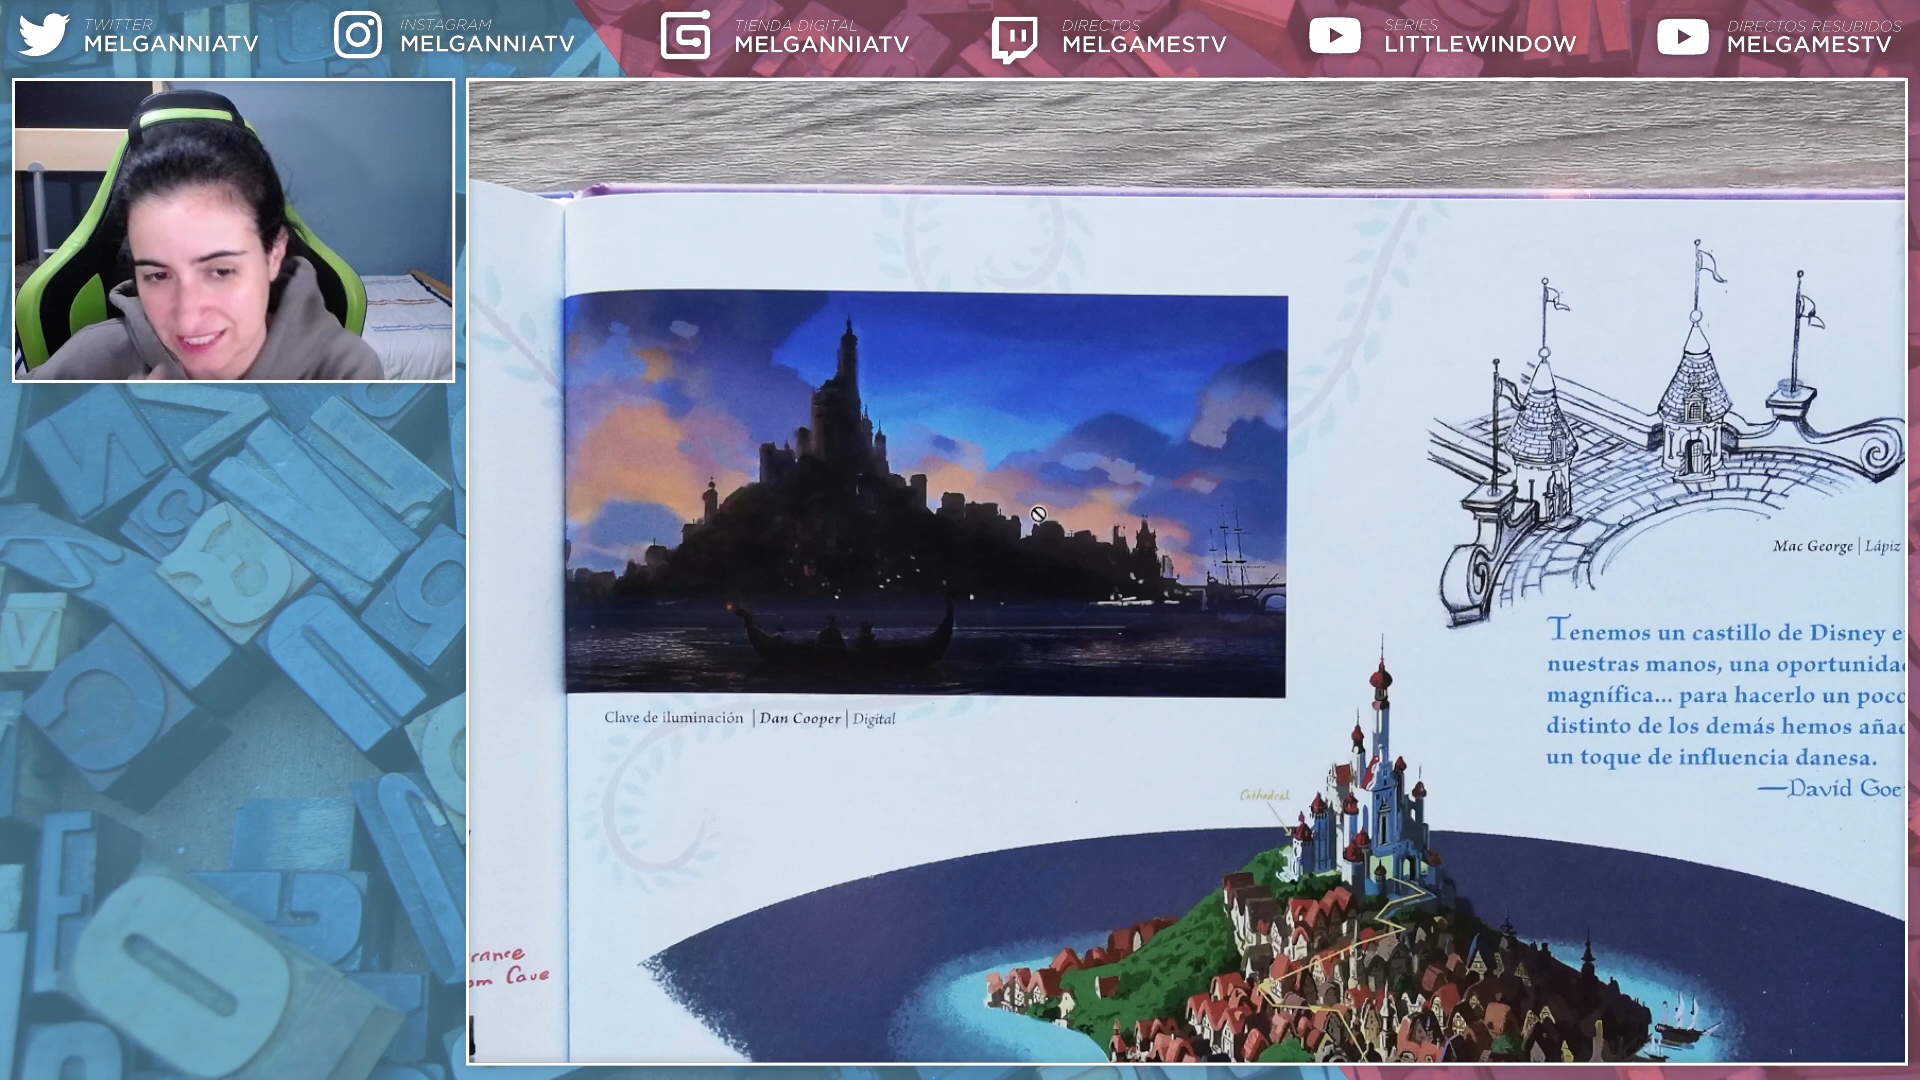 TWITTER
MELGANNIATV
INSTAGRAM
MELGANNIATV
TIENDA DIGITAL
MELGANNIATV
DIRECTOS
MELGAMESTV
SERIES
LITTLEWINDOW
DIRECTOS RESUBIDOS
MELGAMESTV
Mac George | Lápiz
Tenemos un castillo de Disney e
nuestras manos, una oportunida
magnífica... para hacerlo un poco
distinto de los demás hemos aña
un toque de influencia danesa.
—David Goe
Clave de iluminación | Dan Cooper | Digital
Cathedral
rance
om Cave